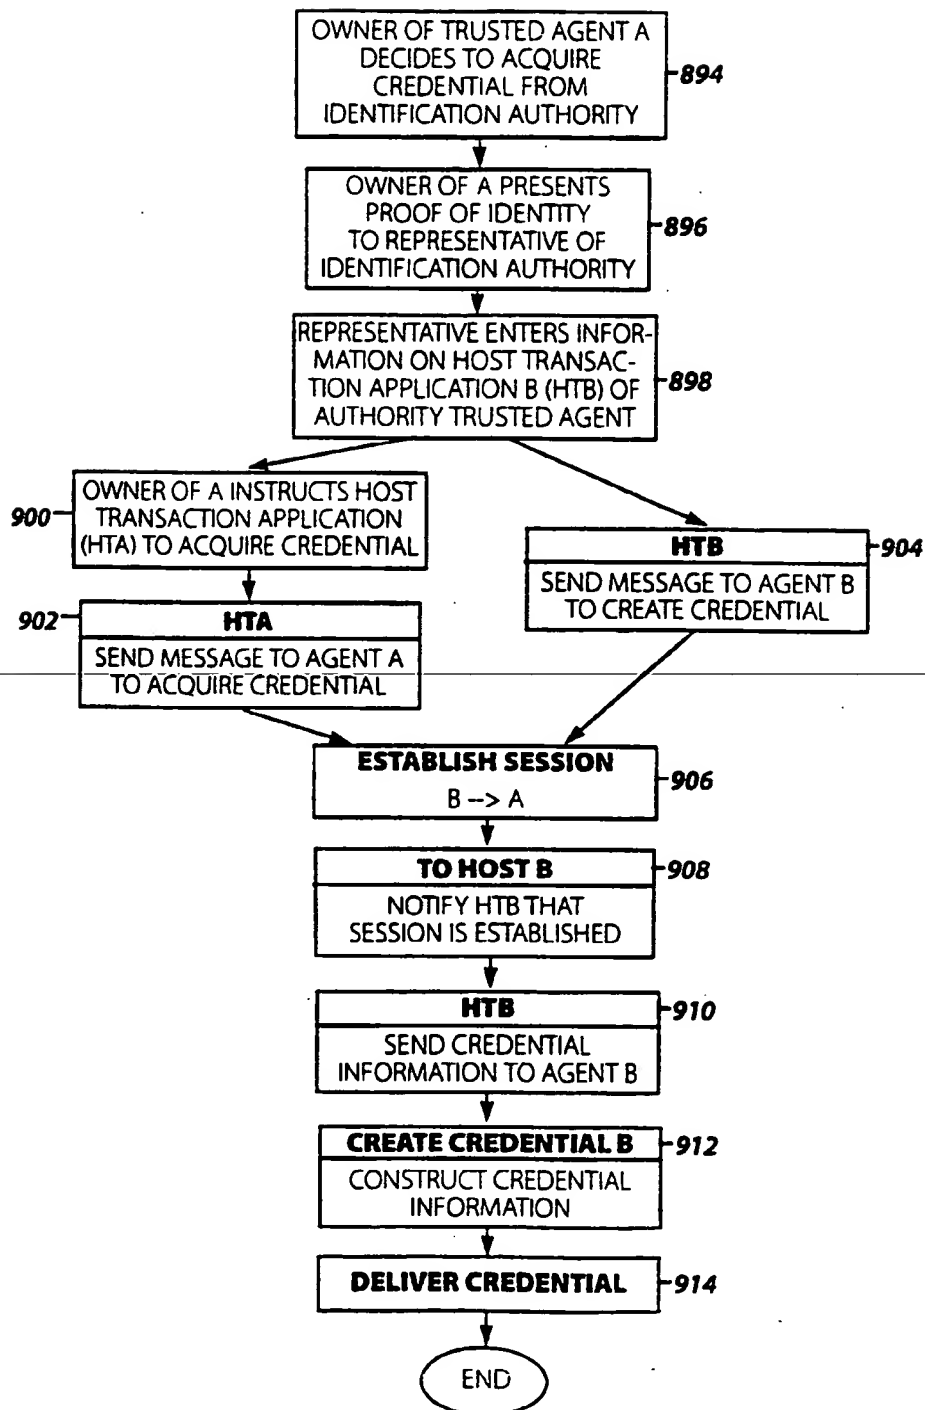 OWNER OF TRUSTED AGENT A
DECIDES TO ACQUIRE
CREDENTIAL FROM
IDENTIFICATION AUTHORITY
894
OWNER OF A PRESENTS
PROOF OF IDENTITY
TO REPRESENTATIVE OF
IDENTIFICATION AUTHORITY
896
REPRESENTATIVE ENTERS INFOR-
MATION ON HOST TRANSAC-
TION APPLICATION B (HTB) OF
AUTHORITY TRUSTED AGENT
898
900
OWNER OF A INSTRUCTS HOST
TRANSACTION APPLICATION
(HTA) TO ACQUIRE CREDENTIAL
HTB
904
SEND MESSAGE TO AGENT B
TO CREATE CREDENTIAL
902
HTA
SEND MESSAGE TO AGENT A
TO ACQUIRE CREDENTIAL
ESTABLISH SESSION
906
B --> A
TO HOST B
908
NOTIFY HTB THAT
SESSION IS ESTABLISHED
HTB
910
SEND CREDENTIAL
INFORMATION TO AGENT B
CREATE CREDENTIAL B
912
CONSTRUCT CREDENTIAL
INFORMATION
DELIVER CREDENTIAL
914
END